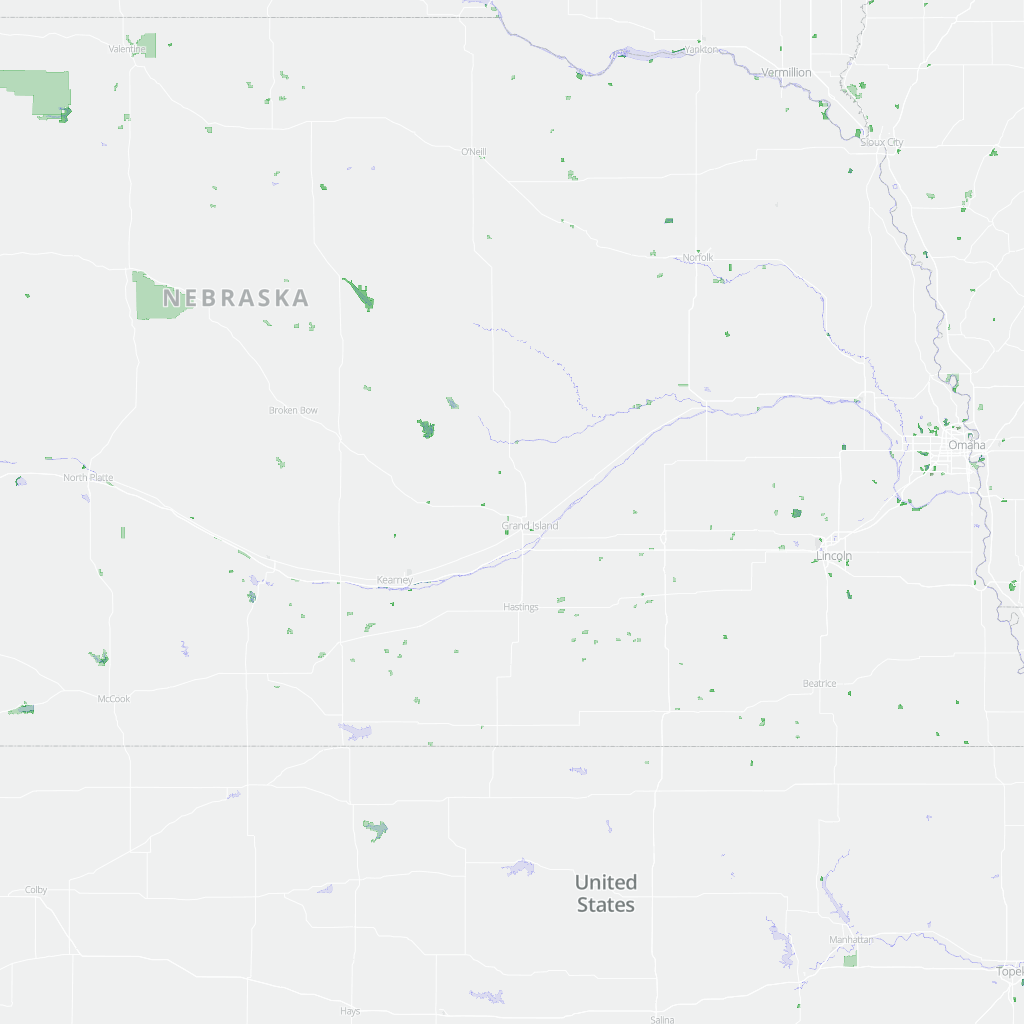 Valentine
Yankton
Vermillion
Sioux City
O'Neill
Norfolk
NEBRASKA
Broken Bow
Omaha
North Platte
Grand Island
Lincoln
Kearney
Hastings
Beatrice
McCook
United
States
Colby
Manhattan
Topek
Hays
Salina